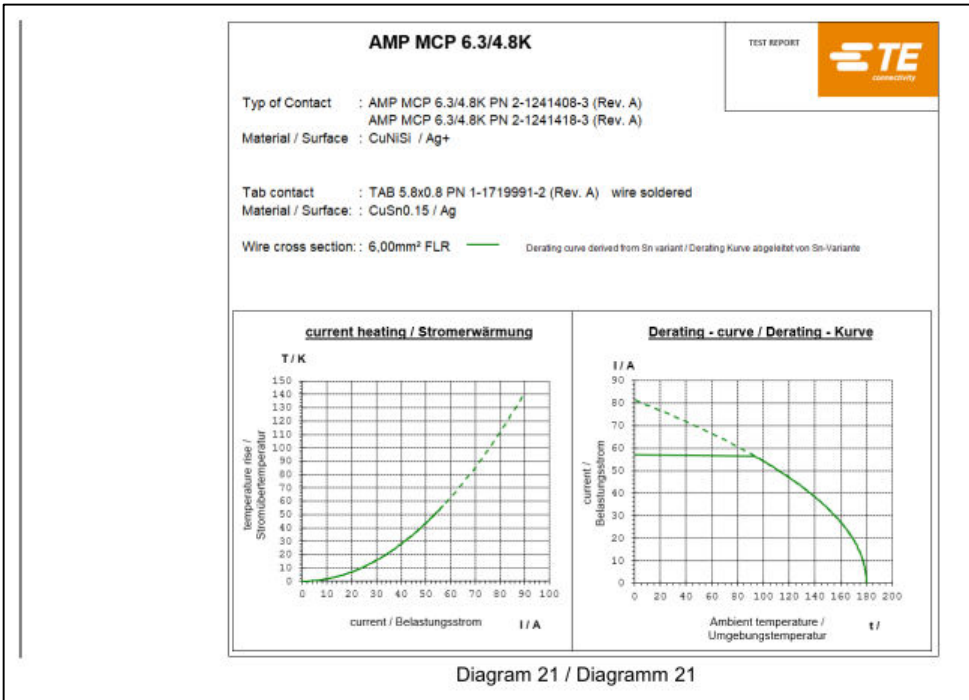 AMP MCP 6.3/4.8K
TEST REPORT
TE
connectivity
Typ of Contact : AMP MCP 6.3/4.8K PN 2-1241408-3 (Rev. A)
AMP MCP 6.3/4.8K PN 2-1241418-3 (Rev. A)
Material / Surface : CuNiSi / Ag+
Tab contact : TAB 5.8x0.8 PN 1-1719991-2 (Rev. A) wire soldered
Material / Surface: : CuSn0.15 / Ag
Wire cross section: : 6,00mm² FLR
Derating curve derived from Sn variant / Derating Kurve abgeleitet von Sn-Variante
current heating / Stromerwärmung
T / K
150
140
130
120
110
100
90
80
70
60
50
40
30
20
10
0
temperature rise /
Stromübertemperatur
0 10 20 30 40 50 60 70 80 90 100
current / Belastungsstrom I / A
Derating - curve / Derating - Kurve
I / A
90
80
70
60
50
40
30
20
10
0
current /
Belastungsstrom
0 20 40 60 80 100 120 140 160 180 200
Ambient temperature /
Umgebungstemperatur
t /
Diagram 21 / Diagramm 21